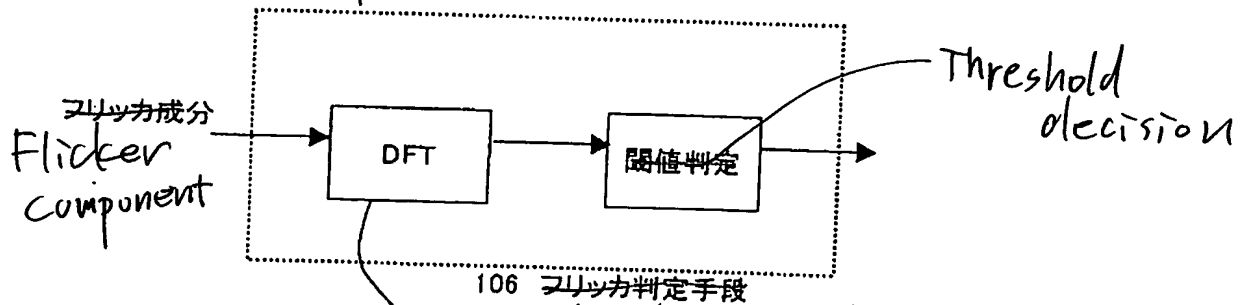 フリッカ成分
Flicker
component
DFT
閾値判定
Threshold
decision
106 フリッカ判定手段